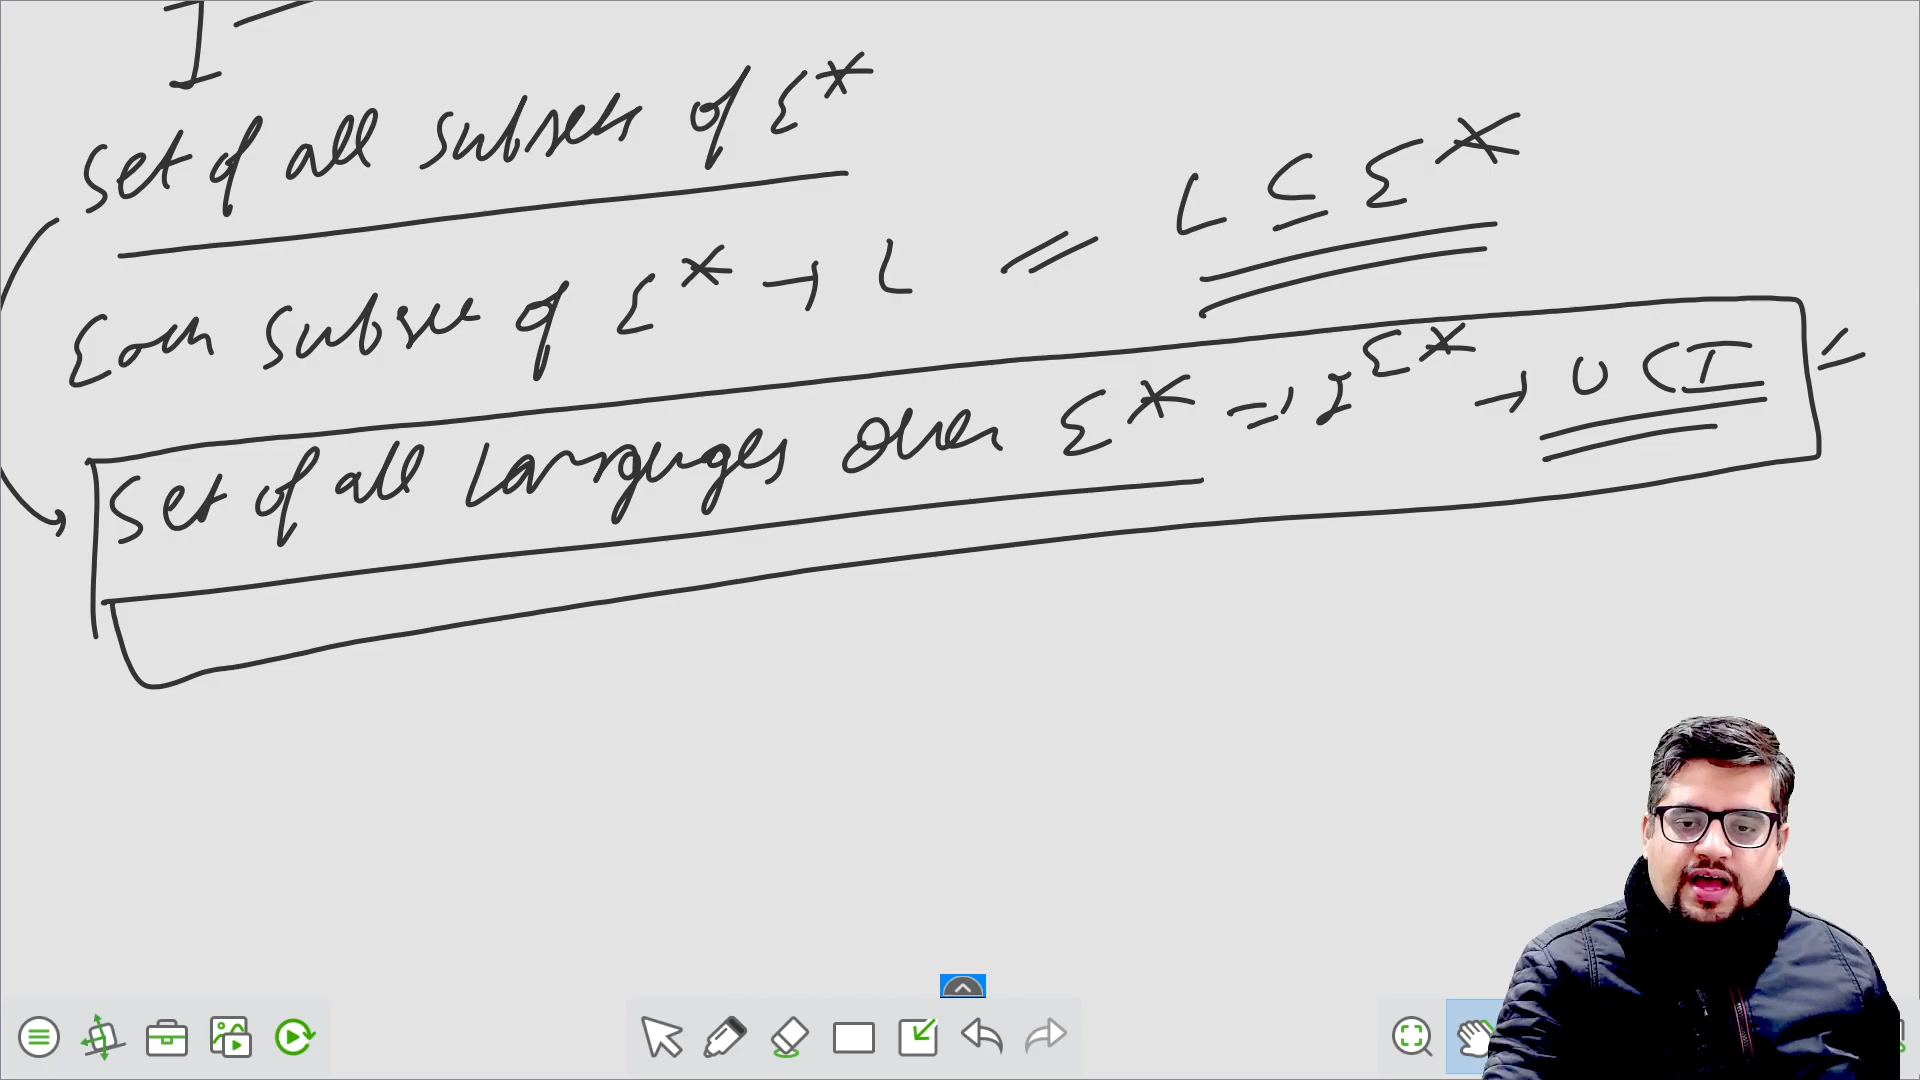 I
Set of all subsets of Σ*
Each subset of Σ* → L = L ⊆ Σ*
Set of all Languages over Σ* ⇒ 2^Σ* → UCI